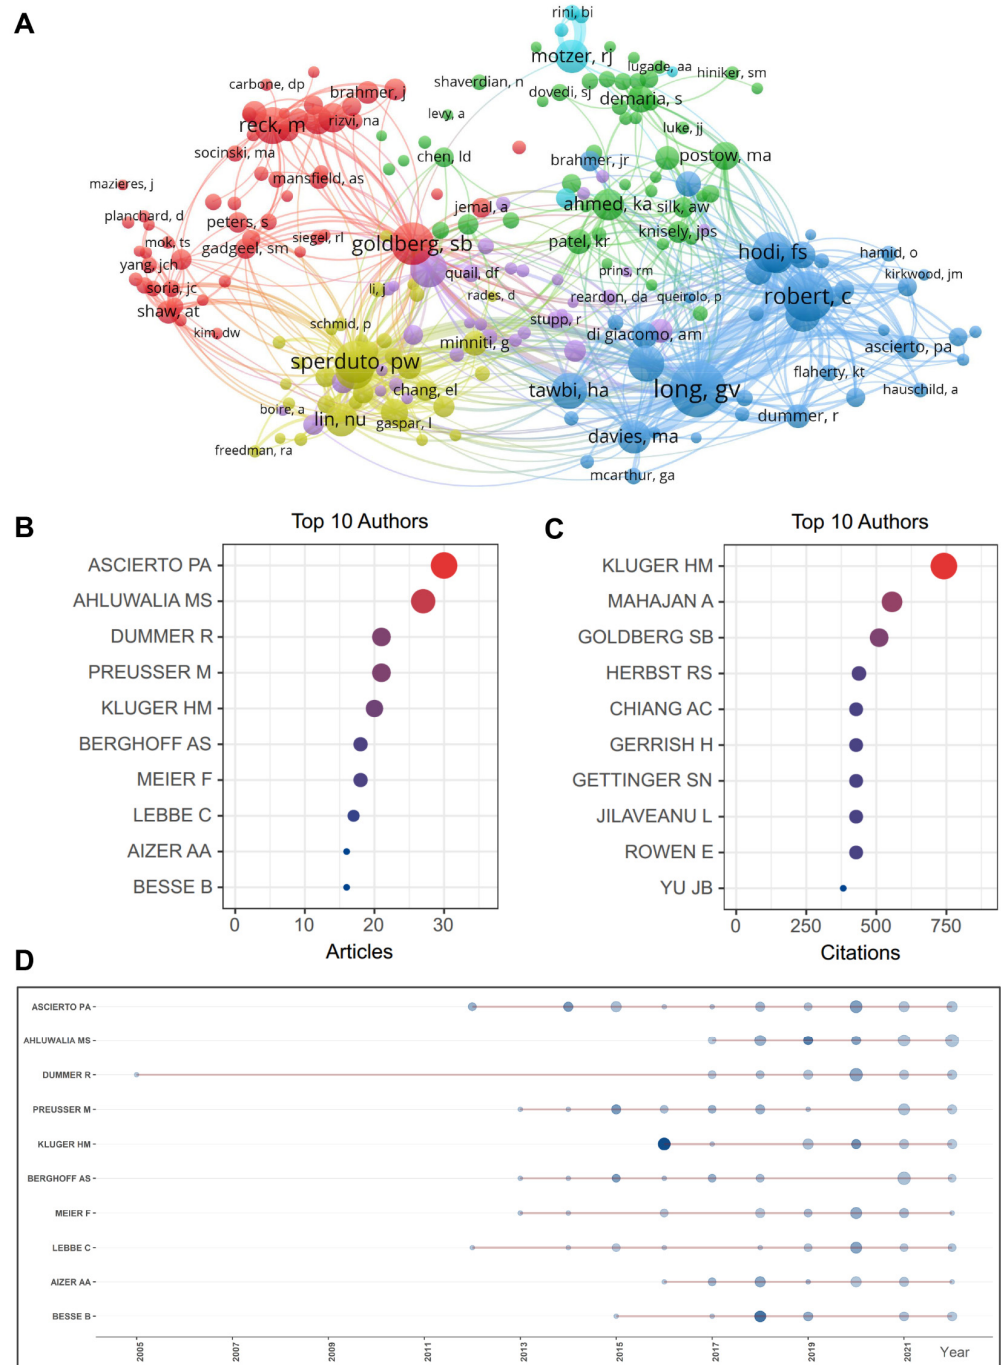 A
rini, bi
motzer, rj
lugade, aa
hiniker, sm
carbone, dp
shaverdian, n
brahmer, j
dovedi, sj
demaria, s
levy, a
reck, m
rizvi, na
luke, jj
socinski, ma
chen, ld
brahmer, jr
postow, ma
mazieres, j
mansfield, as
planchard, d
jemal, a
ahmed, ka
silk, aw
peters, s
siegel, rl
goldberg, sb
patel, kr
knisely, jps
mok, ts
gadgeel, sm
hodi, fs
hamid, o
yang, jch
quail, df
prins, rm
kirkwood, jm
soria, jc
li, j
rades, d
reardon, da
queirolo, p
robert, c
shaw, at
schmid, p
stupp, r
kim, dw
minniti, g
di giacomo, am
ascierto, pa
sperduto, pw
flaherty, kt
chang, el
tawbi, ha
long, gv
hauschild, a
boire, a
lin, nu
gaspar, l
dummer, r
freedman, ra
davies, ma
mcarthur, ga
B
Top 10 Authors
ASCIERTO PA
AHLUWALIA MS
DUMMER R
PREUSSER M
KLUGER HM
BERGHOFF AS
MEIER F
LEBBE C
AIZER AA
BESSE B
0 10 20 30
Articles
C
Top 10 Authors
KLUGER HM
MAHAJAN A
GOLDBERG SB
HERBST RS
CHIANG AC
GERRISH H
GETTINGER SN
JILAVEANU L
ROWEN E
YU JB
0 250 500 750
Citations
D
ASCIERTO PA
AHLUWALIA MS
DUMMER R
PREUSSER M
KLUGER HM
BERGHOFF AS
MEIER F
LEBBE C
AIZER AA
BESSE B
2005 2007 2009 2011 2013 2015 2017 2019 2021 Year